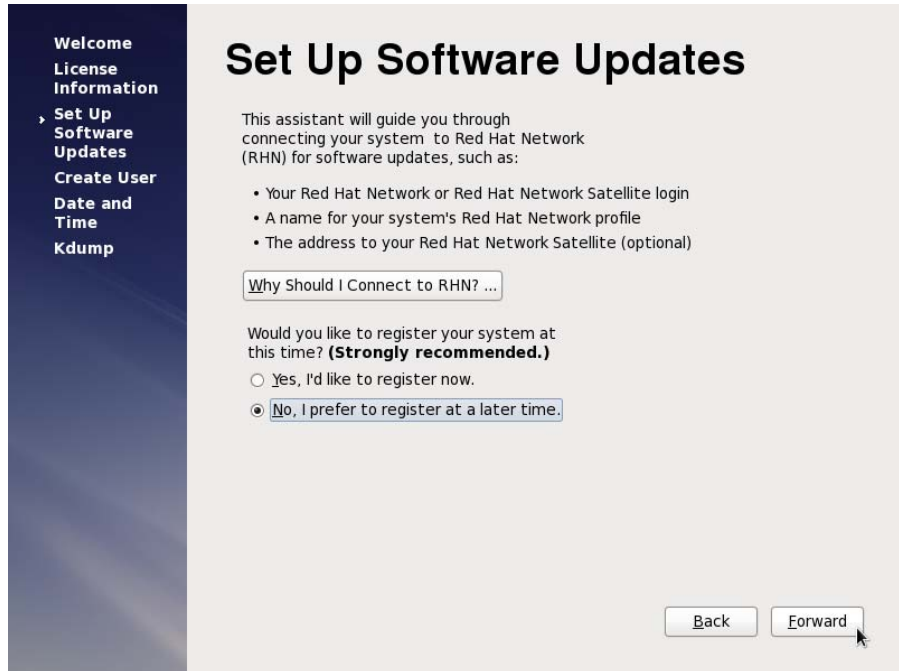 Welcome
License
Information
Set Up
Software
Updates
Create User
Date and
Time
Kdump
Set Up Software Updates
This assistant will guide you through
connecting your system to Red Hat Network
(RHN) for software updates, such as:
• Your Red Hat Network or Red Hat Network Satellite login
• A name for your system's Red Hat Network profile
• The address to your Red Hat Network Satellite (optional)
Why Should I Connect to RHN? ...
Would you like to register your system at
this time? (Strongly recommended.)
Yes, I'd like to register now.
No, I prefer to register at a later time.
Back
Forward